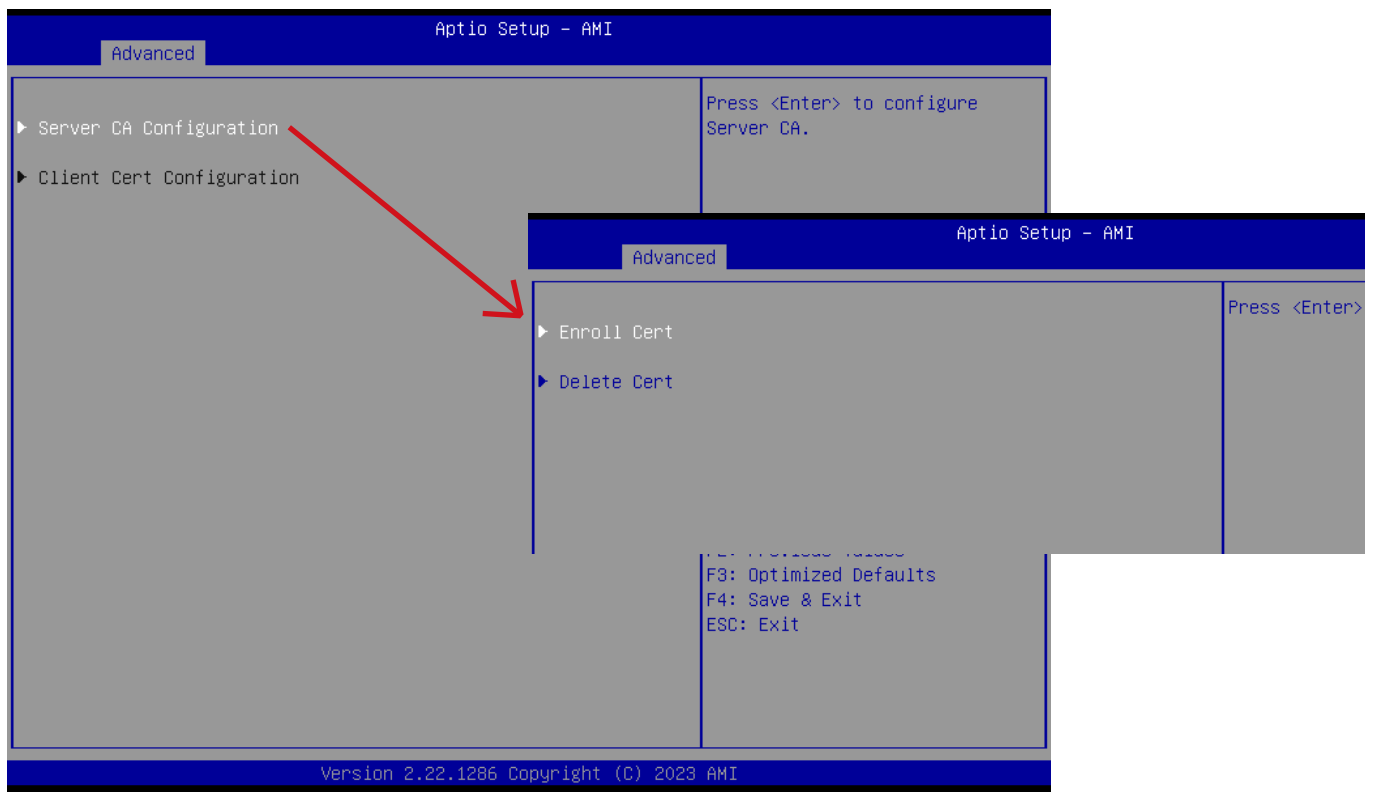 Aptio Setup – AMI
Advanced
▶ Server CA Configuration
▶ Client Cert Configuration
Press <Enter> to configure
Server CA.
Aptio Setup – AMI
Advanced
▶ Enroll Cert
▶ Delete Cert
Press <Enter>
F3: Optimized Defaults
F4: Save & Exit
ESC: Exit
Version 2.22.1286 Copyright (C) 2023 AMI